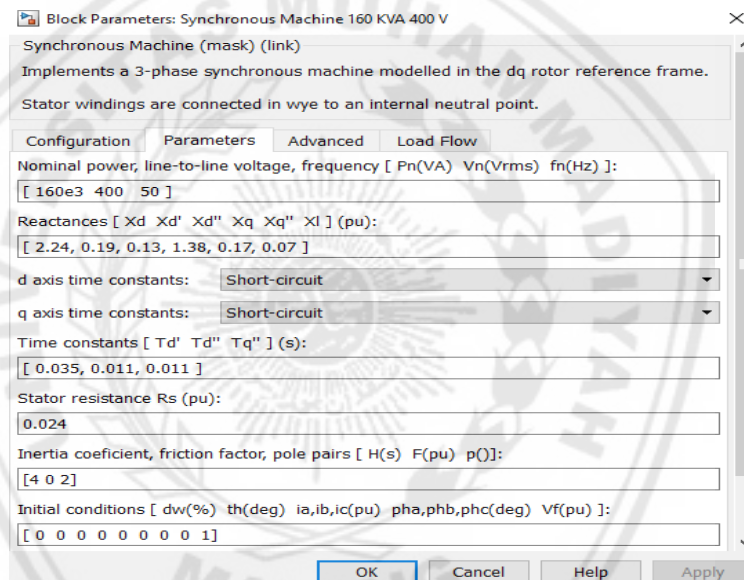 Block Parameters: Synchronous Machine 160 KVA 400 V
Synchronous Machine (mask) (link)
Implements a 3-phase synchronous machine modelled in the dq rotor reference frame.
Stator windings are connected in wye to an internal neutral point.
Configuration Parameters Advanced Load Flow
Nominal power, line-to-line voltage, frequency [ Pn(VA) Vn(Vrms) fn(Hz) ]:
[ 160e3 400 50 ]
Reactances [ Xd Xd' Xd'' Xq Xq'' Xl ] (pu):
[ 2.24, 0.19, 0.13, 1.38, 0.17, 0.07 ]
d axis time constants: Short-circuit
q axis time constants: Short-circuit
Time constants [ Td' Td'' Tq'' ] (s):
[ 0.035, 0.011, 0.011 ]
Stator resistance Rs (pu):
0.024
Inertia coeficient, friction factor, pole pairs [ H(s) F(pu) p()]:
[4 0 2]
Initial conditions [ dw(%) th(deg) ia,ib,ic(pu) pha,phb,phc(deg) Vf(pu) ]:
[ 0 0 0 0 0 0 0 0 1]
OK Cancel Help Apply